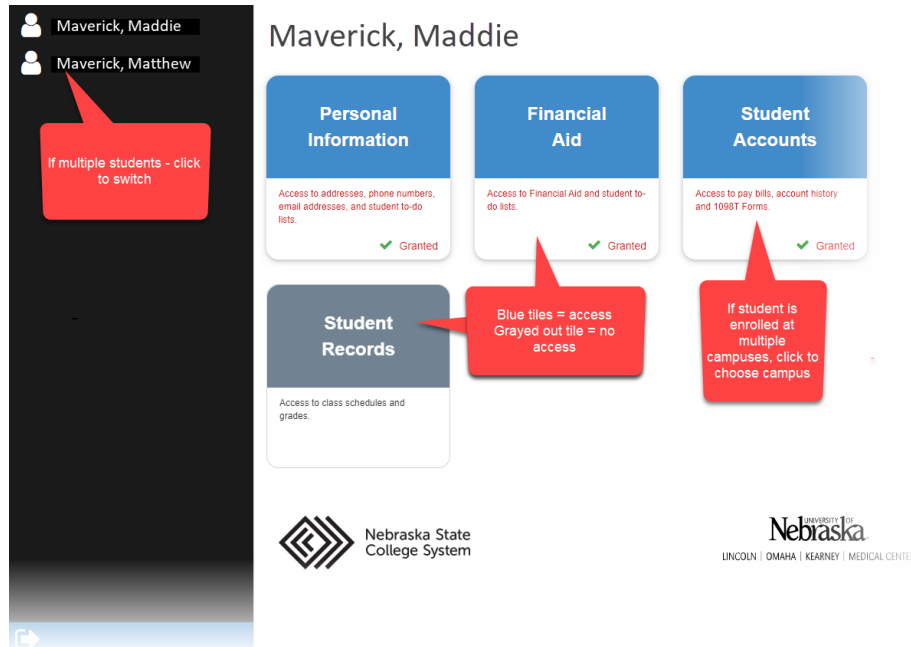 Maverick, Maddie
Maverick, Matthew
If multiple students - click
to switch
Maverick, Maddie
Personal
Information
Access to addresses, phone numbers,
email addresses, and student to-do
lists.
Granted
Financial
Aid
Access to Financial Aid and student to-
do lists.
Granted
Student
Accounts
Access to pay bills, account history
and 1098T Forms.
Granted
Student
Records
Access to class schedules and
grades.
Blue tiles = access
Grayed out tile = no
access
If student is
enrolled at
multiple
campuses, click to
choose campus
Nebraska State
College System
UNIVERSITY OF
Nebraska
LINCOLN | OMAHA | KEARNEY | MEDICAL CENTE